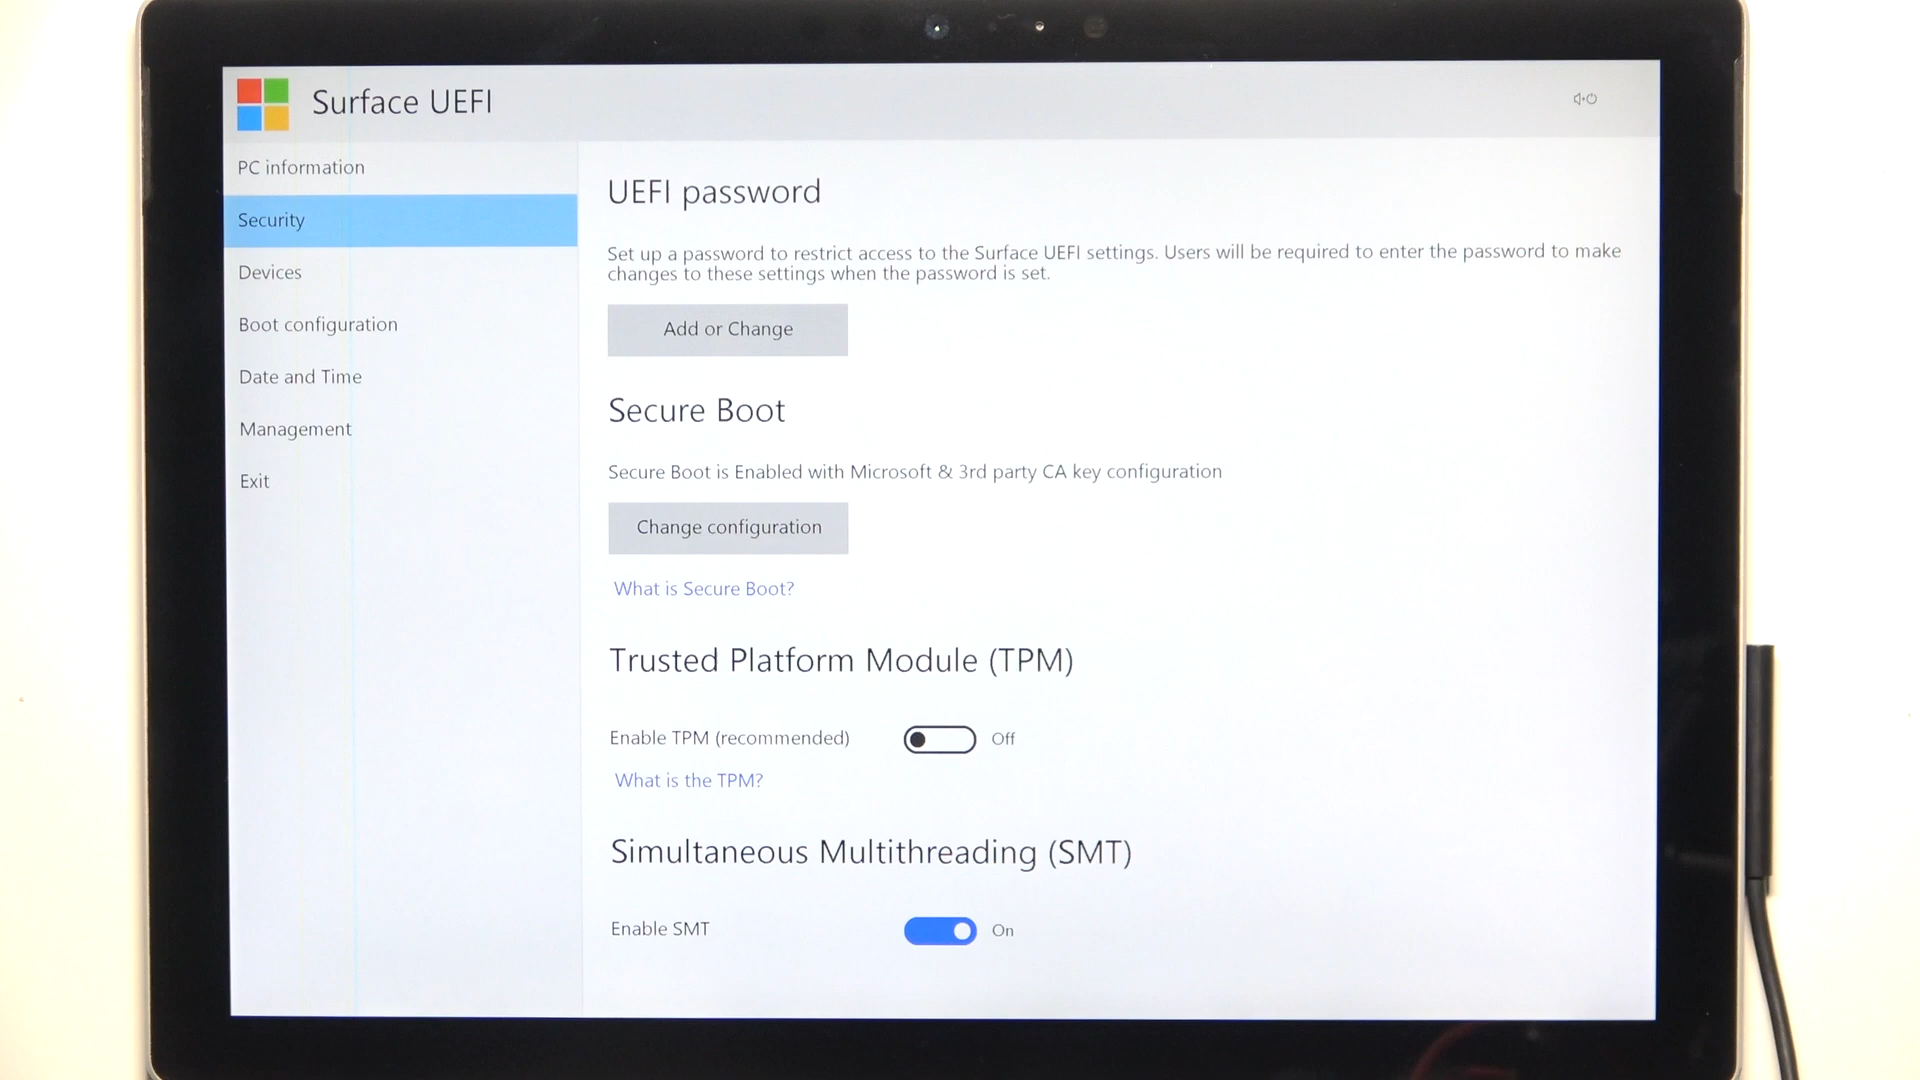 Surface UEFI
PC information
Security
Devices
Boot configuration
Date and Time
Management
Exit
UEFI password
Set up a password to restrict access to the Surface UEFI settings. Users will be required to enter the password to make
changes to these settings when the password is set.
Add or Change
Secure Boot
Secure Boot is Enabled with Microsoft & 3rd party CA key configuration
Change configuration
What is Secure Boot?
Trusted Platform Module (TPM)
Enable TPM (recommended) Off
What is the TPM?
Simultaneous Multithreading (SMT)
Enable SMT On